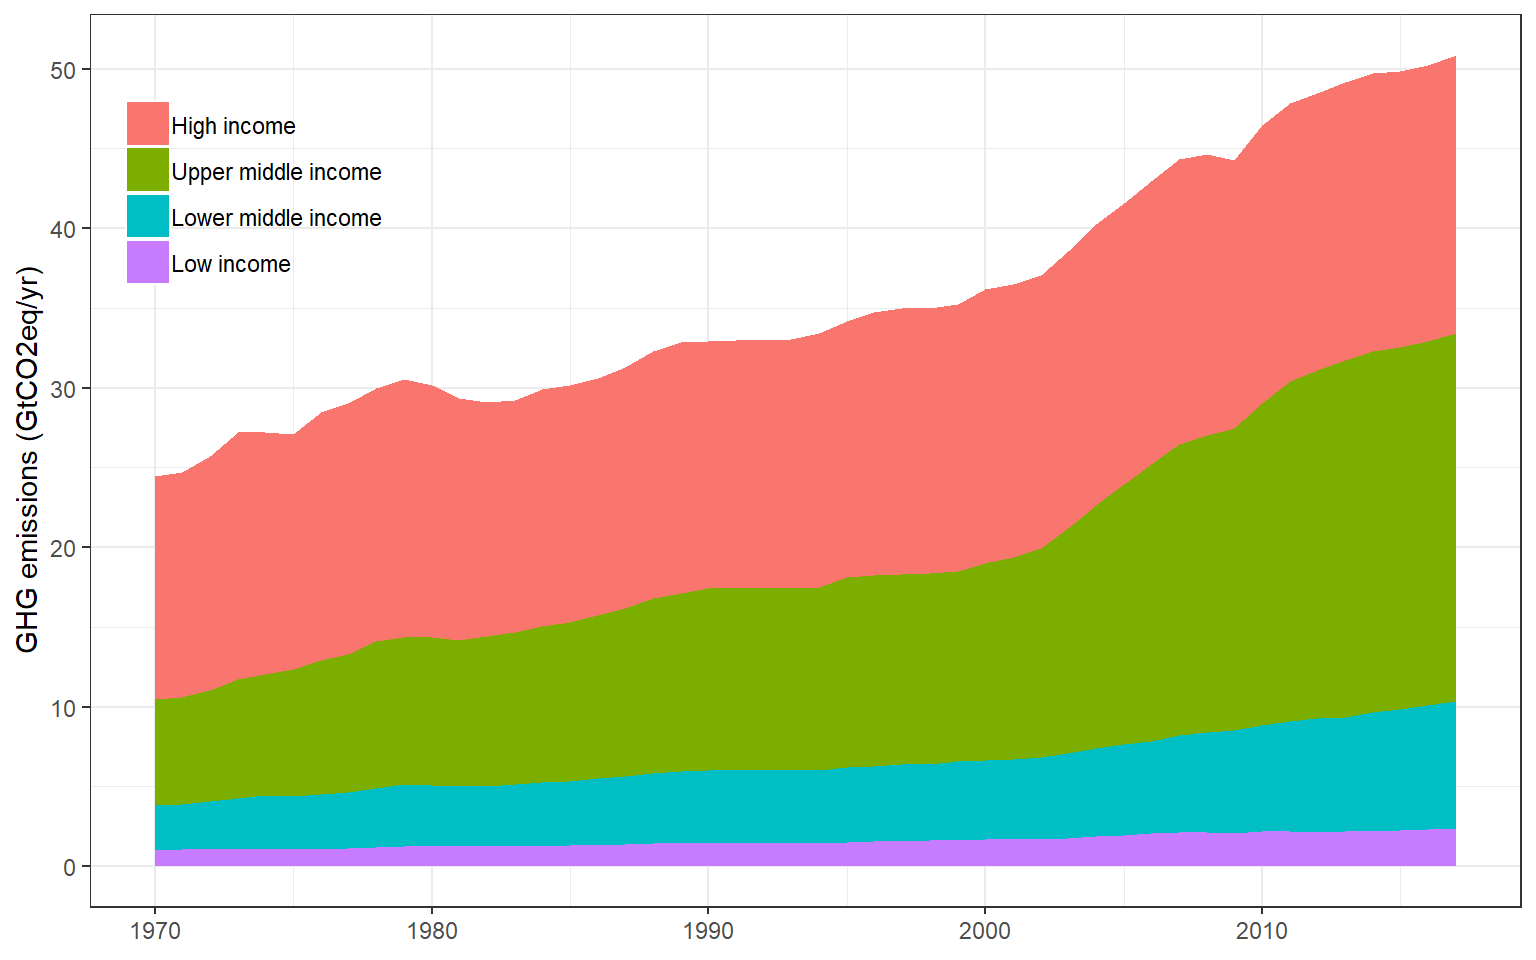 GHG emissions (GtCO2eq/yr)
50
40
30
20
10
0
High income
Upper middle income
Lower middle income
Low income
1970
1980
1990
2000
2010